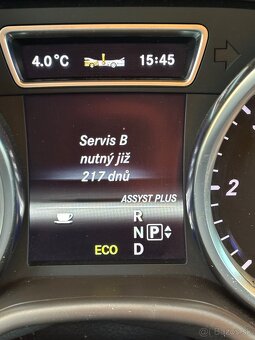 4.0°C 15:45
Servis B
nutný již
217 dnů
ASSYST PLUS
R
N P
ECO D
2